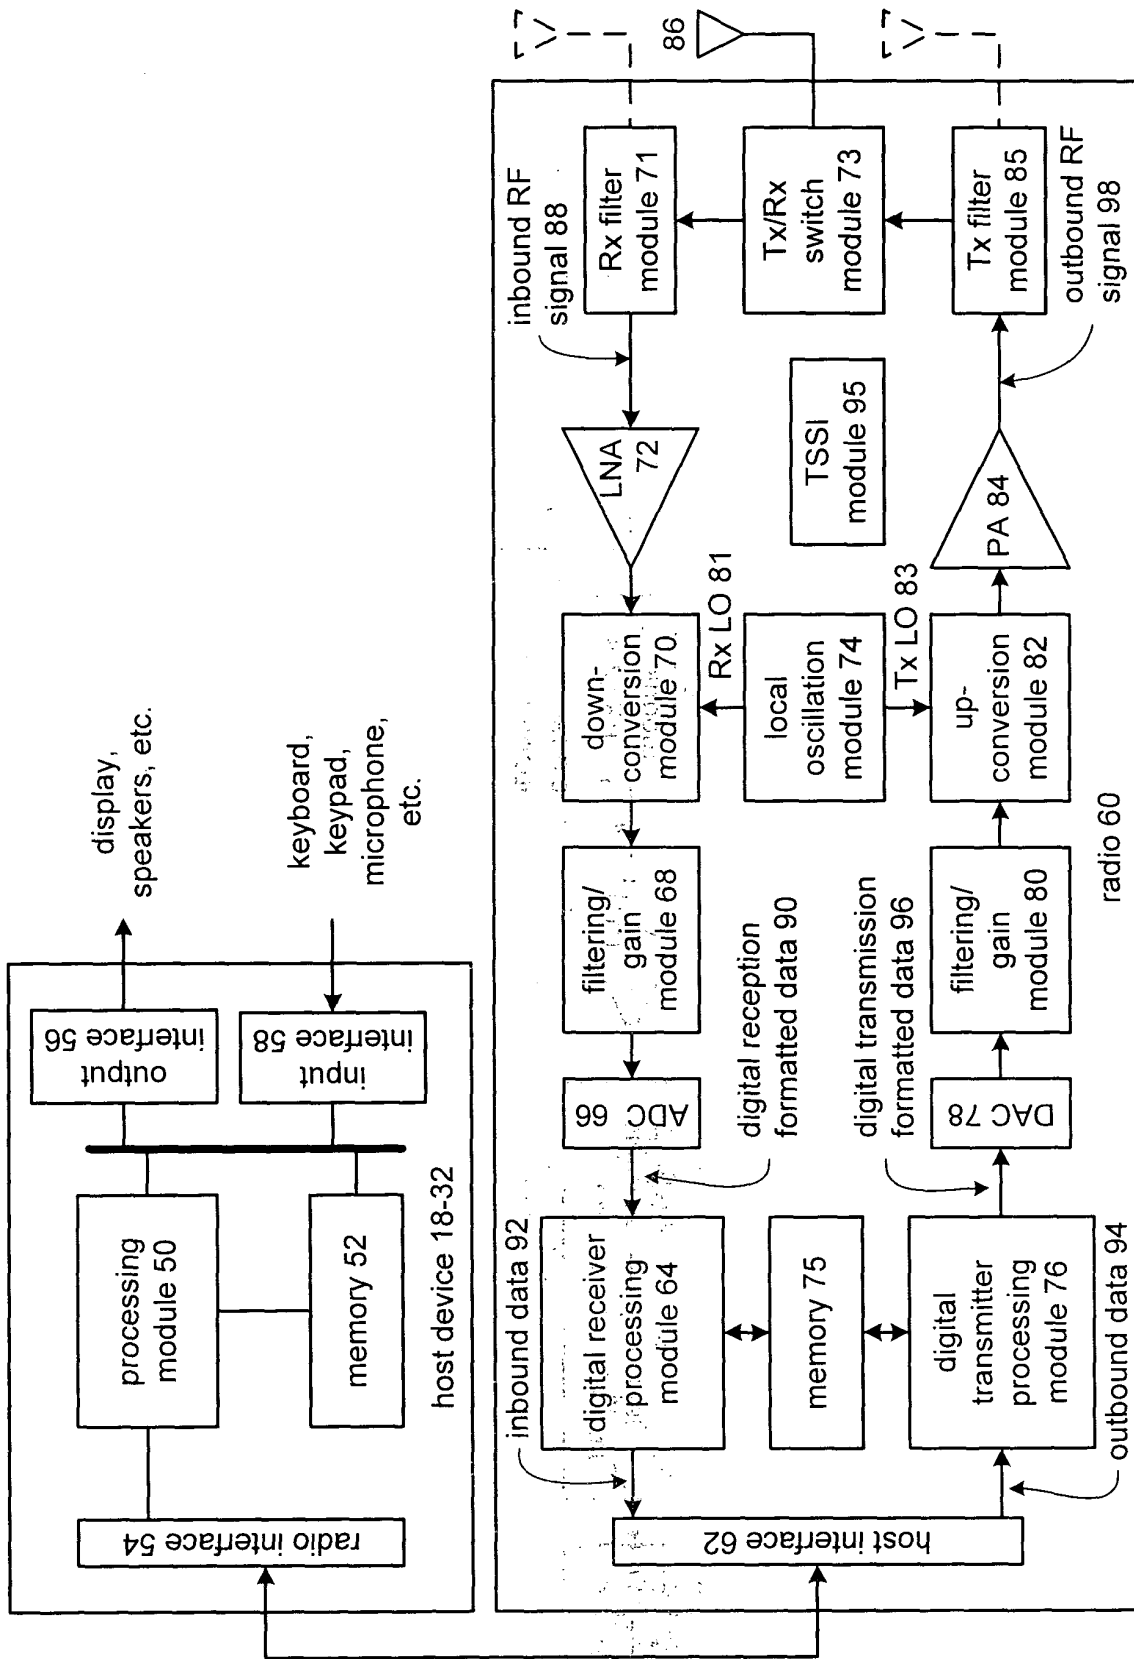 display,
speakers, etc.
keyboard,
keypad,
microphone,
etc.
output
interface 56
input
interface 58
processing
module 50
memory 52
radio interface 54
host device 18-32
86
inbound RF
signal 88
Rx filter
module 71
Tx/Rx
switch
module 73
Tx filter
module 85
outbound RF
signal 98
LNA
72
TSSI
module 95
PA 84
down-
conversion
module 70
Rx LO 81
local
oscillation
module 74
Tx LO 83
up-
conversion
module 82
filtering/
gain
module 68
digital reception
formatted data 90
digital transmission
formatted data 96
filtering/
gain
module 80
radio 60
ADC 66
DAC 78
inbound data 92
digital receiver
processing
module 64
memory 75
digital
transmitter
processing
module 76
outbound data 94
host interface 62